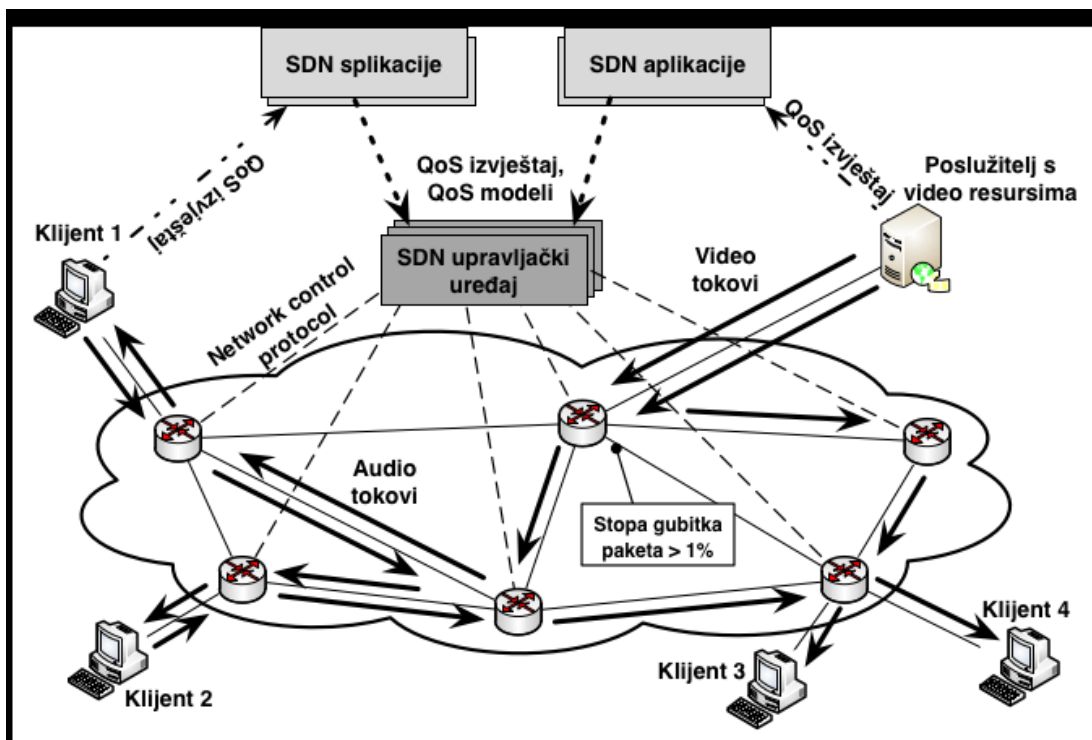 SDN splikacije
SDN aplikacije
QoS izvještaj
QoS izvještaj,
QoS modeli
QoS izvještaj
Poslužitelj s
video resursima
Klijent 1
SDN upravljački
uređaj
Video
tokovi
Network control
protocol
Audio
tokovi
Stopa gubitka
paketa > 1%
Klijent 4
Klijent 3
Klijent 2